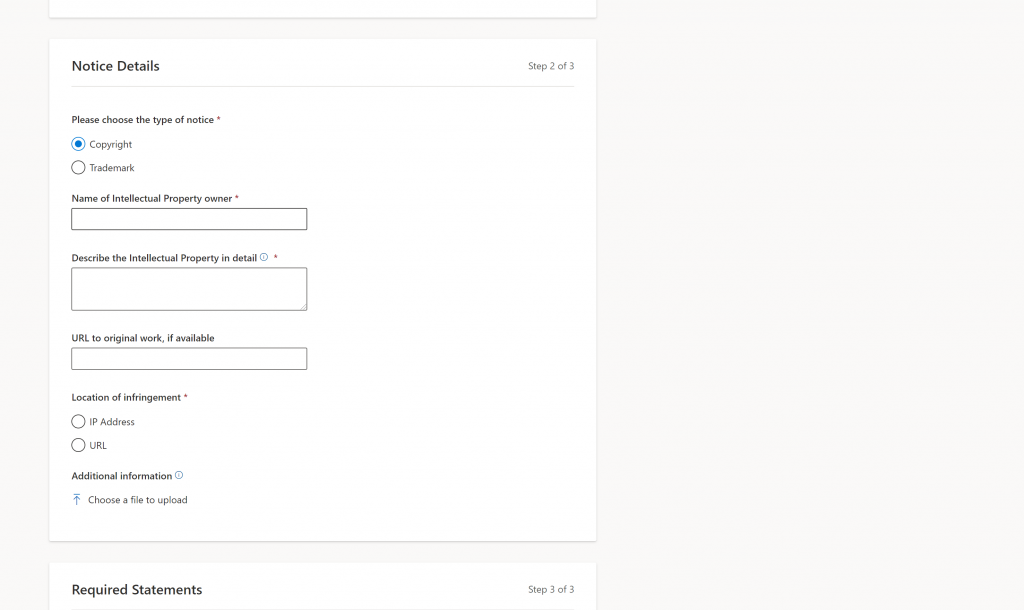 Notice Details
Step 2 of 3
Please choose the type of notice *
Copyright
Trademark
Name of Intellectual Property owner *
Describe the Intellectual Property in detail *
URL to original work, if available
Location of infringement *
IP Address
URL
Additional information
Choose a file to upload
Required Statements
Step 3 of 3